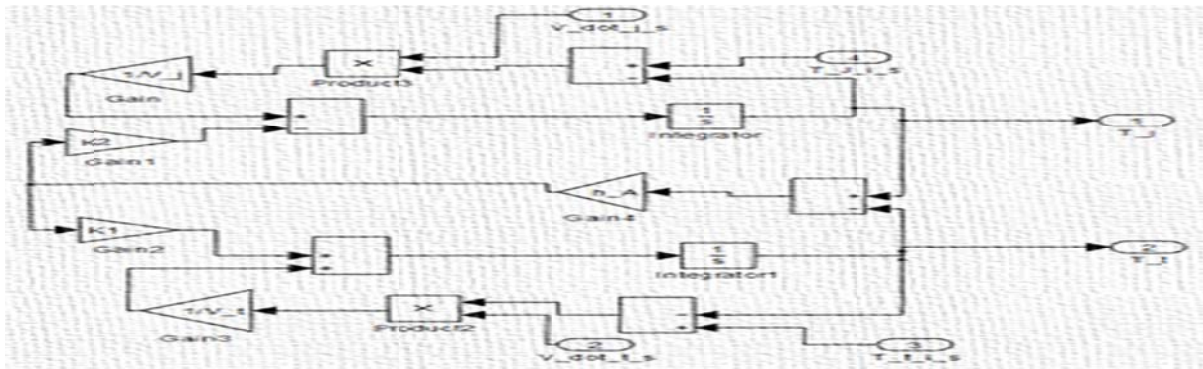 1
V_dot_j_s
1/V_j
Gain
×
Product3
+
−
4
T_J_i_s
+
−
1
s
Integrator
1
T_j
K2
Gain1
h_A
Gain4
+
−
K1
Gain2
+
+
1
s
Integrator1
2
T_t
1/V_t
Gain3
×
Product2
−
+
2
V_dot_t_s
3
T_t_i_s